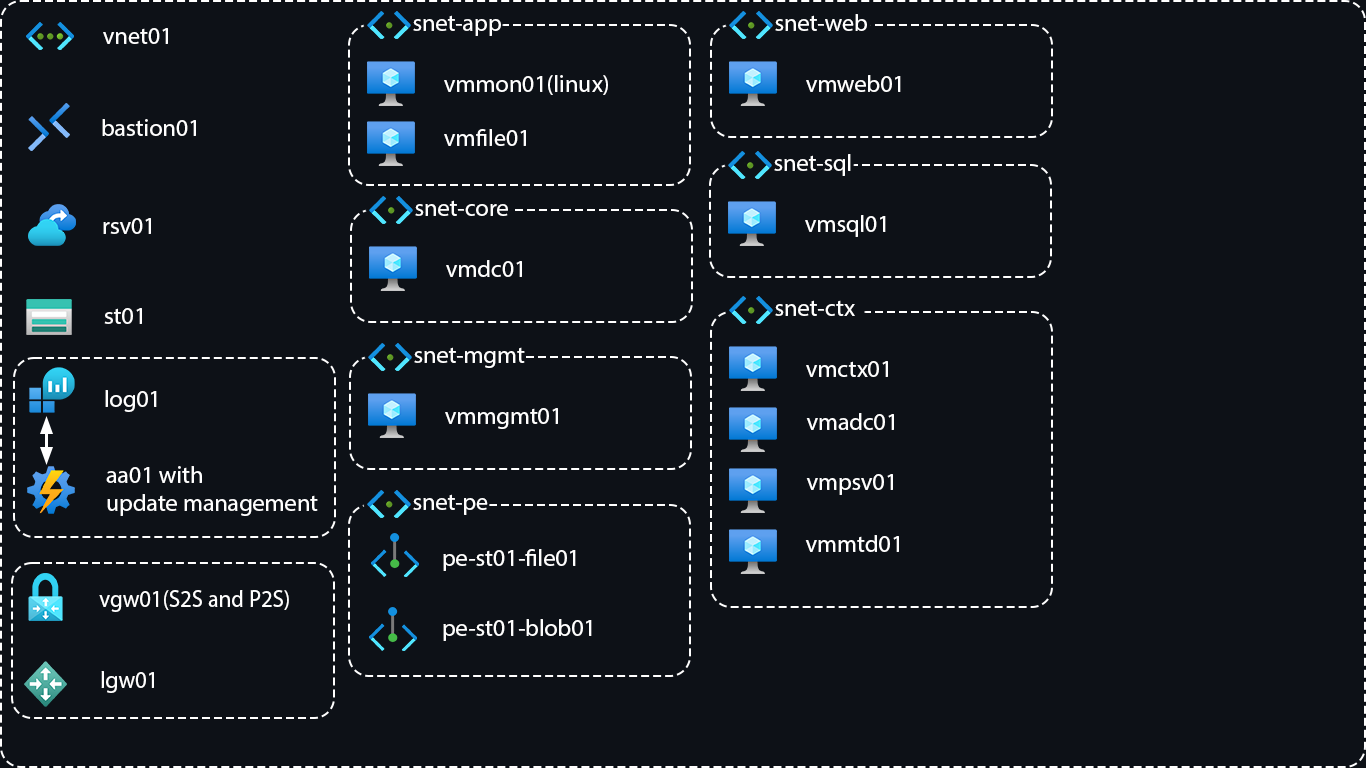 vnet01
bastion01
rsv01
st01
log01
aa01 with
update management
vgw01(S2S and P2S)
lgw01
snet-app
vmmon01(linux)
vmfile01
snet-core
vmdc01
snet-mgmt
vmmgmt01
snet-pe
pe-st01-file01
pe-st01-blob01
snet-web
vmweb01
snet-sql
vmsql01
snet-ctx
vmctx01
vmadc01
vmpsv01
vmmtd01